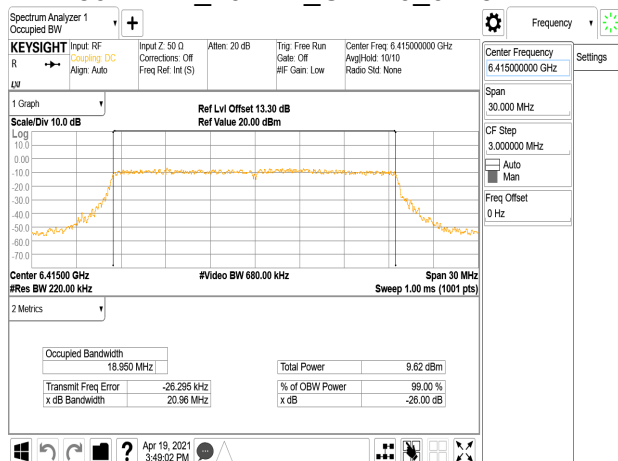 Spectrum Analyzer 1
Occupied BW
Frequency
KEYSIGHT
R
LXI
Input: RF
Coupling: DC
Align: Auto
Input Z: 50 Ω
Corrections: Off
Freq Ref: Int (S)
Atten: 20 dB
Trig: Free Run
Gate: Off
#IF Gain: Low
Center Freq: 6.415000000 GHz
Avg|Hold: 10/10
Radio Std: None
Center Frequency
6.415000000 GHz
Settings
Span
30.000 MHz
CF Step
3.000000 MHz
Auto
Man
Freq Offset
0 Hz
1 Graph
Scale/Div 10.0 dB
Ref Lvl Offset 13.30 dB
Ref Value 20.00 dBm
Log
10.0
0.00
-10.0
-20.0
-30.0
-40.0
-50.0
-60.0
-70.0
Center 6.41500 GHz
#Res BW 220.00 kHz
#Video BW 680.00 kHz
Span 30 MHz
Sweep 1.00 ms (1001 pts)
2 Metrics
Occupied Bandwidth
18.950 MHz
Total Power 9.62 dBm
Transmit Freq Error -26.295 kHz
% of OBW Power 99.00 %
x dB Bandwidth 20.96 MHz
x dB -26.00 dB
?
Apr 19, 2021
3:49:02 PM